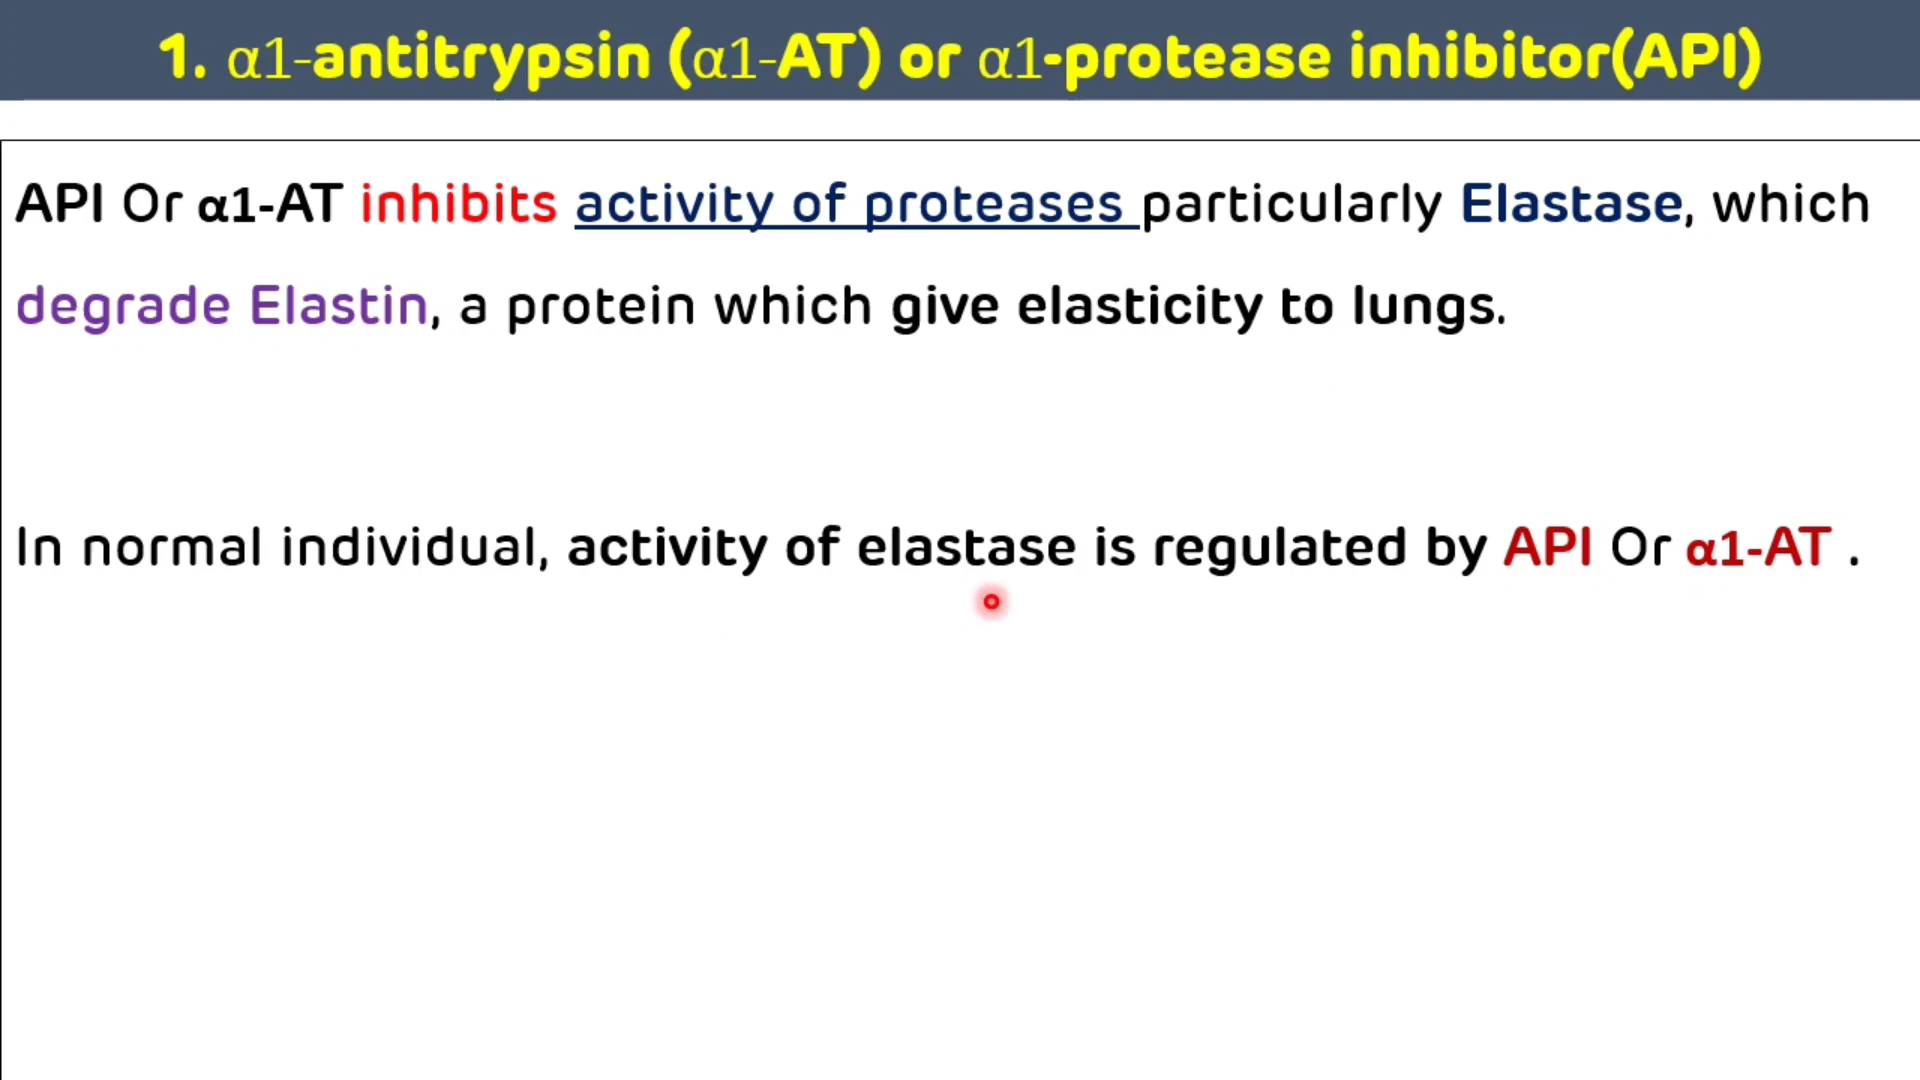 1. α1-antitrypsin (α1-AT) or α1-protease inhibitor(API)
API Or α1-AT inhibits activity of proteases particularly Elastase, which
degrade Elastin, a protein which give elasticity to lungs.
In normal individual, activity of elastase is regulated by API Or α1-AT .